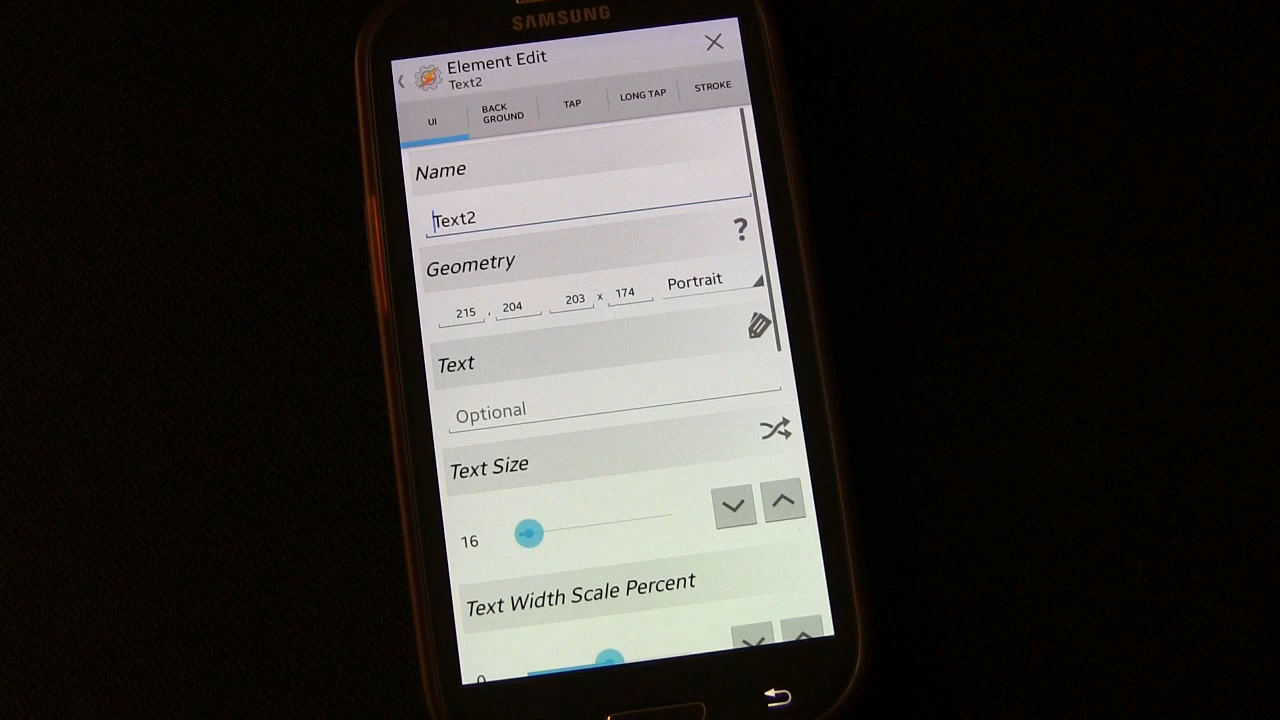 SAMSUNG
Element Edit
Text2
UI
BACK
GROUND
TAP
LONG TAP
STROKE
Name
Text2
Geometry
?
215 , 204 203 x 174 Portrait
Text
Optional
Text Size
16
Text Width Scale Percent
0